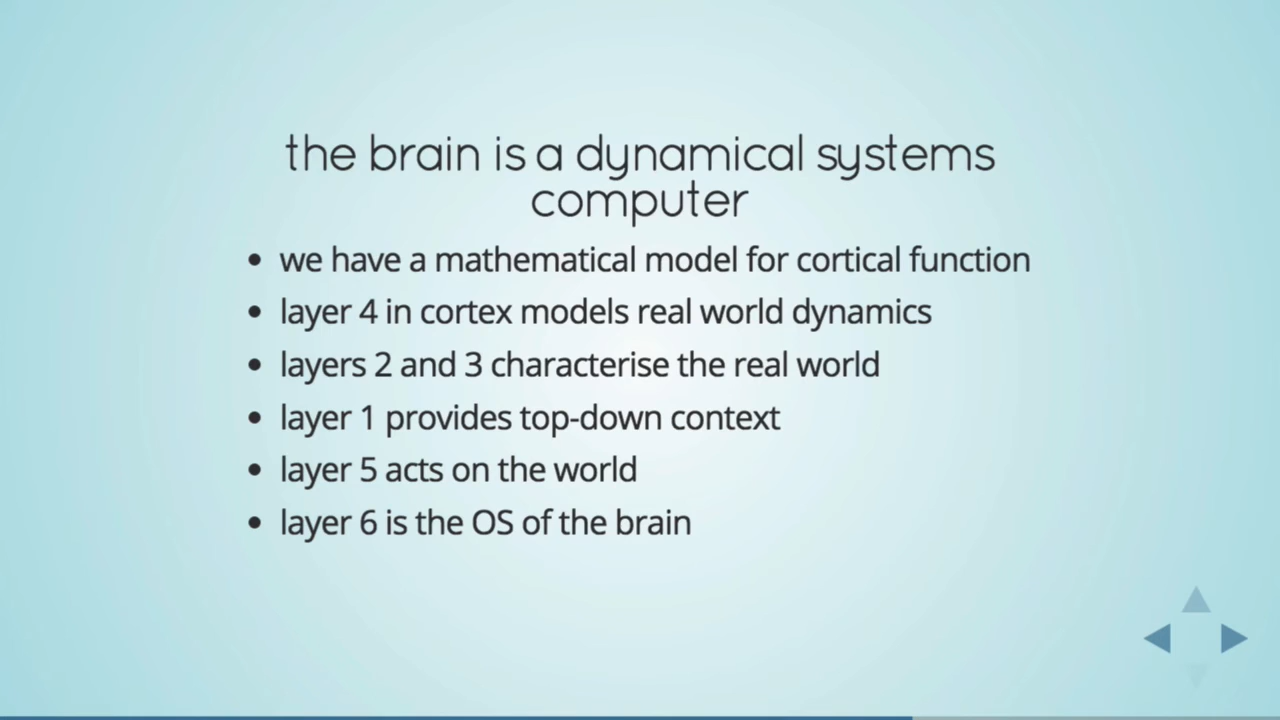 the brain is a dynamical systems
computer
• we have a mathematical model for cortical function
• layer 4 in cortex models real world dynamics
• layers 2 and 3 characterise the real world
• layer 1 provides top-down context
• layer 5 acts on the world
• layer 6 is the OS of the brain